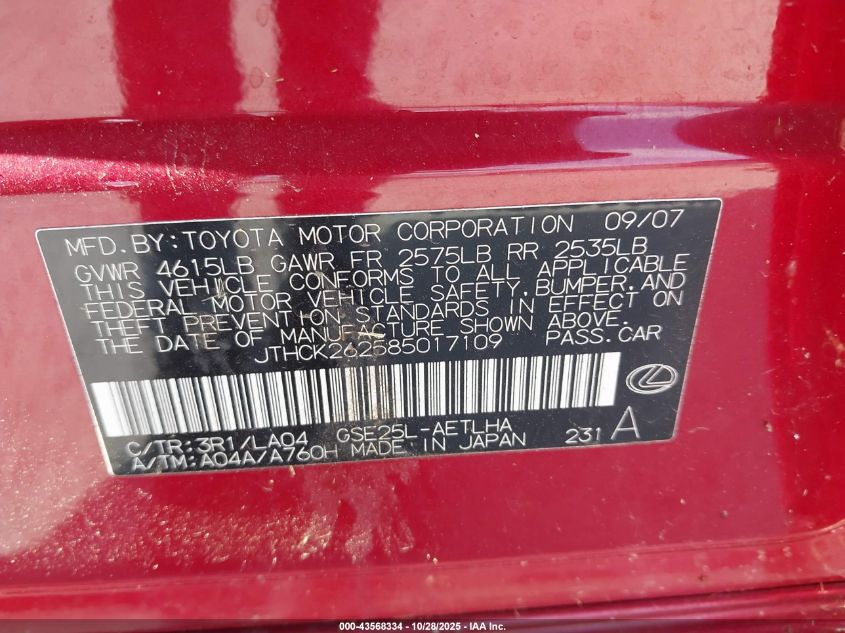 MFD. BY: TOYOTA MOTOR CORPORATION 09/07
GVWR 4615LB GAWR FR 2575LB RR 2535LB
THIS VEHICLE CONFORMS TO ALL APPLICABLE
FEDERAL MOTOR VEHICLE SAFETY, BUMPER, AND
THEFT PREVENTION STANDARDS IN EFFECT ON
THE DATE OF MANUFACTURE SHOWN ABOVE.
JTHCK262585017109 PASS. CAR
C/TR: 3R1/LA04 GSE25L-AETLHA
A/TM: A04A/A760H MADE IN JAPAN 231 A
000-43568334 | 10/28/2025 - IAA, Inc.